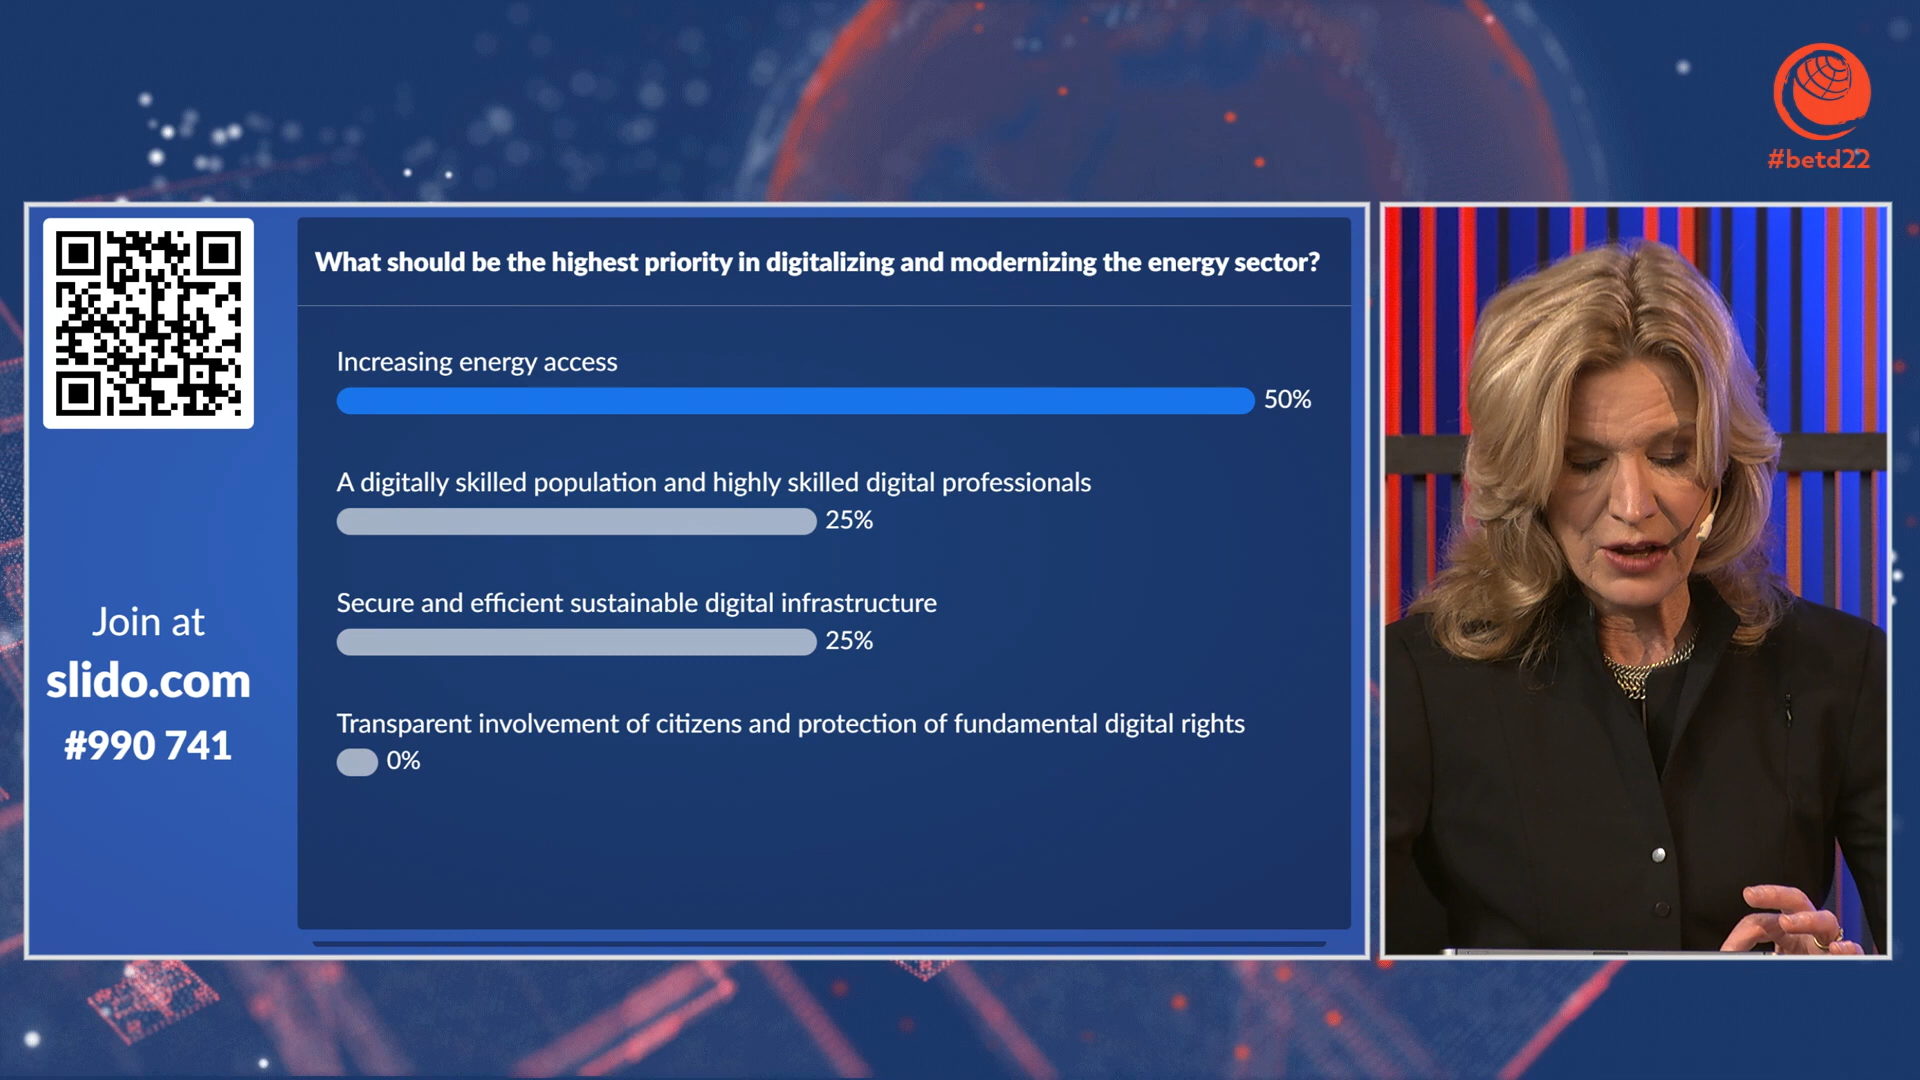 #betd22
What should be the highest priority in digitalizing and modernizing the energy sector?
Increasing energy access
50%
A digitally skilled population and highly skilled digital professionals
25%
Secure and efficient sustainable digital infrastructure
25%
Transparent involvement of citizens and protection of fundamental digital rights
0%
Join at
slido.com
#990 741